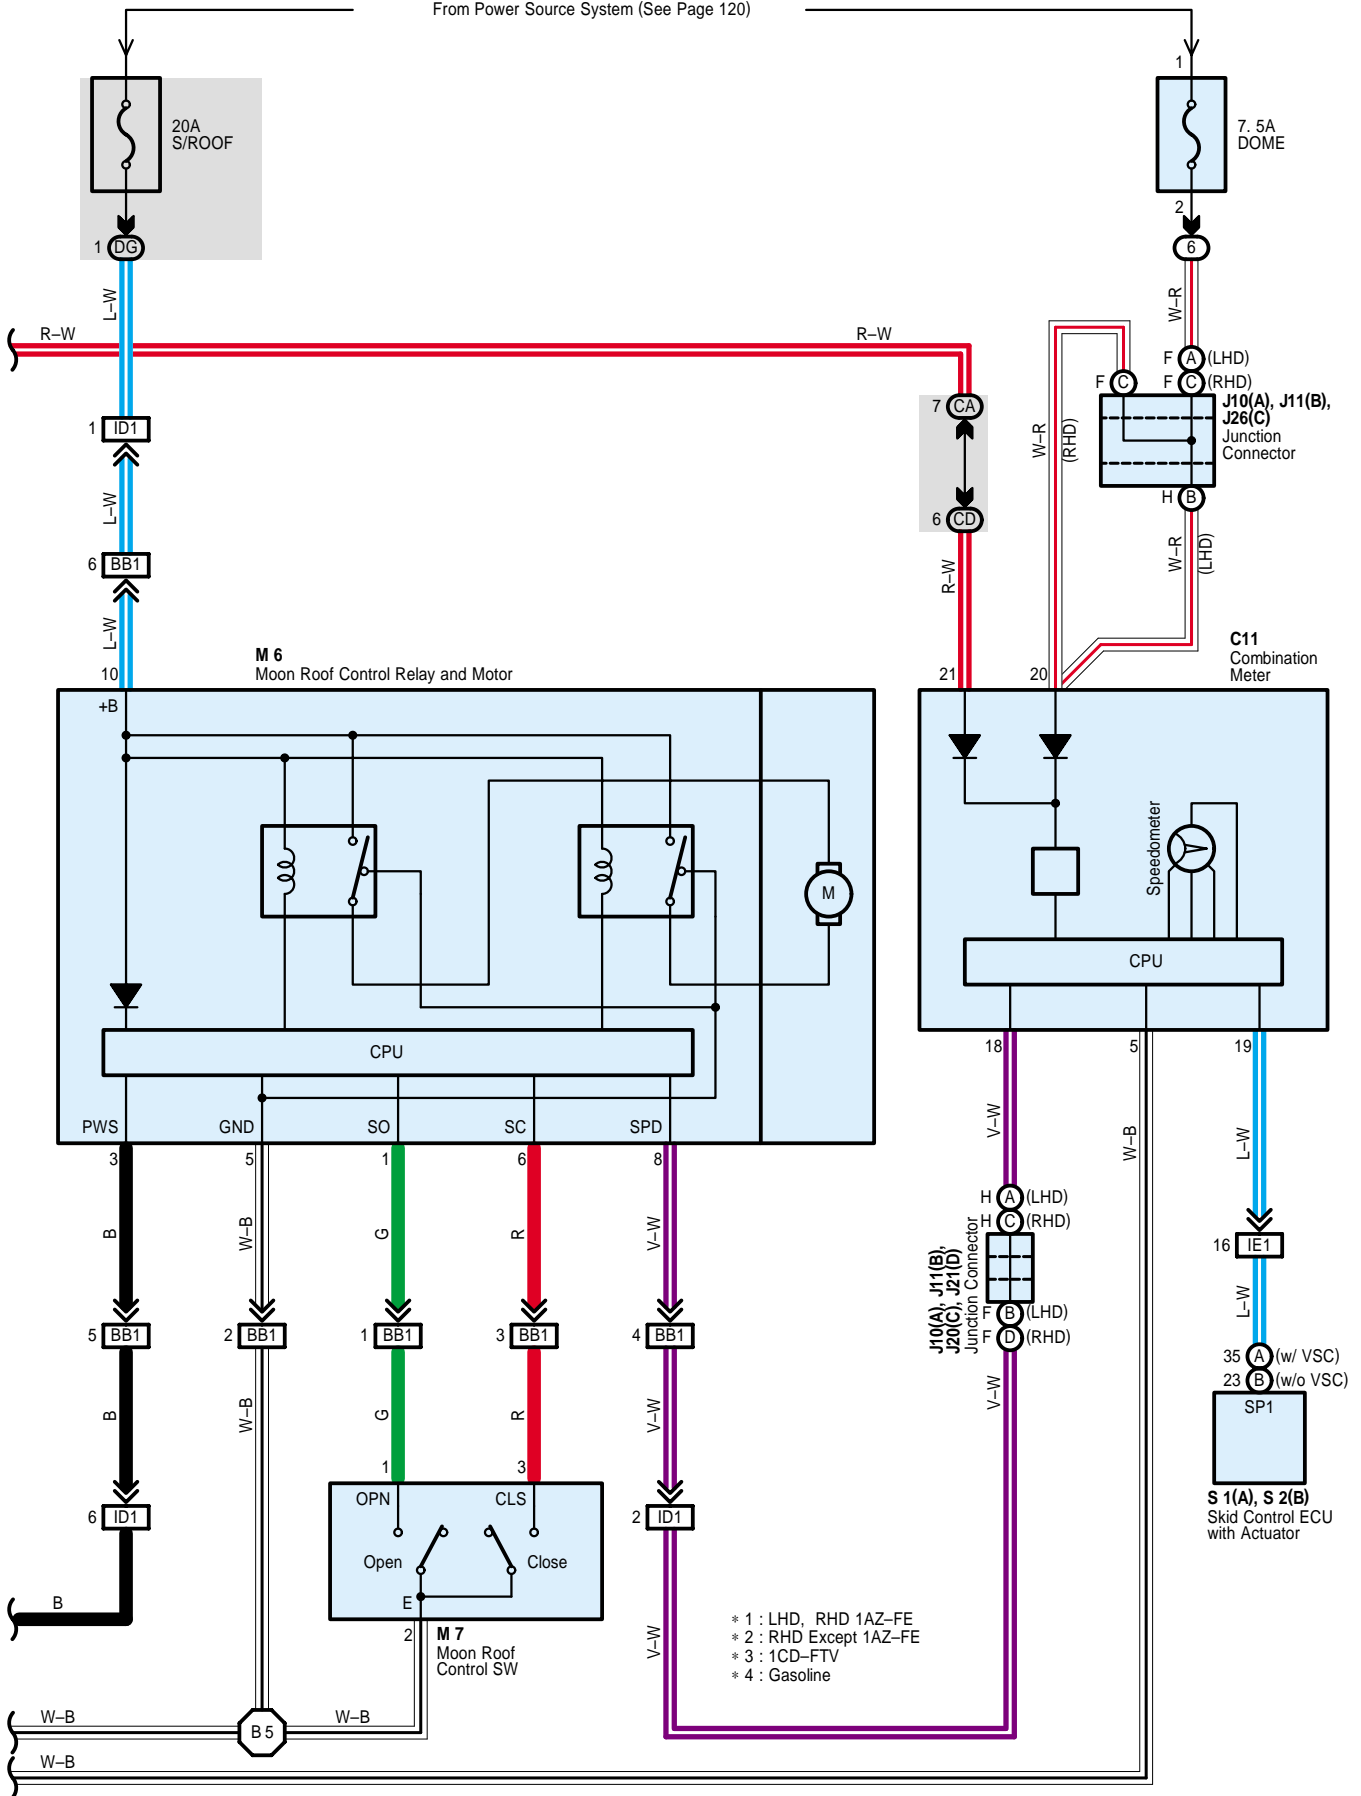 From Power Source System (See Page 120)
20A
S/ROOF
1
7. 5A
DOME
2
1 DG
6
L–W
W–R
R–W
R–W
F A (LHD)
F C
F C (RHD)
J10(A), J11(B),
J26(C)
Junction
Connector
7 CA
1 ID1
W–R
(RHD)
L–W
H B
6 CD
W–R
(LHD)
6 BB1
R–W
L–W
M 6
Moon Roof Control Relay and Motor
C11
Combination
Meter
10
21
20
+B
Speedometer
M
CPU
CPU
18
5
19
PWS
GND
SO
SC
SPD
3
5
1
6
8
V–W
W–B
L–W
B
W–B
G
R
V–W
H A (LHD)
H C (RHD)
J10(A), J11(B),
J20(C), J21(D)
Junction Connector
16 IE1
L–W
F B (LHD)
F D (RHD)
5 BB1
2 BB1
1 BB1
3 BB1
4 BB1
35 A (w/ VSC)
23 B (w/o VSC)
SP1
B
W–B
G
R
V–W
V–W
1
3
OPN
CLS
S 1(A), S 2(B)
Skid Control ECU
with Actuator
6 ID1
2 ID1
Open
Close
E
B
2
M 7
Moon Roof
Control SW
V–W
* 1 : LHD, RHD 1AZ–FE
* 2 : RHD Except 1AZ–FE
* 3 : 1CD–FTV
* 4 : Gasoline
W–B
B 5
W–B
W–B